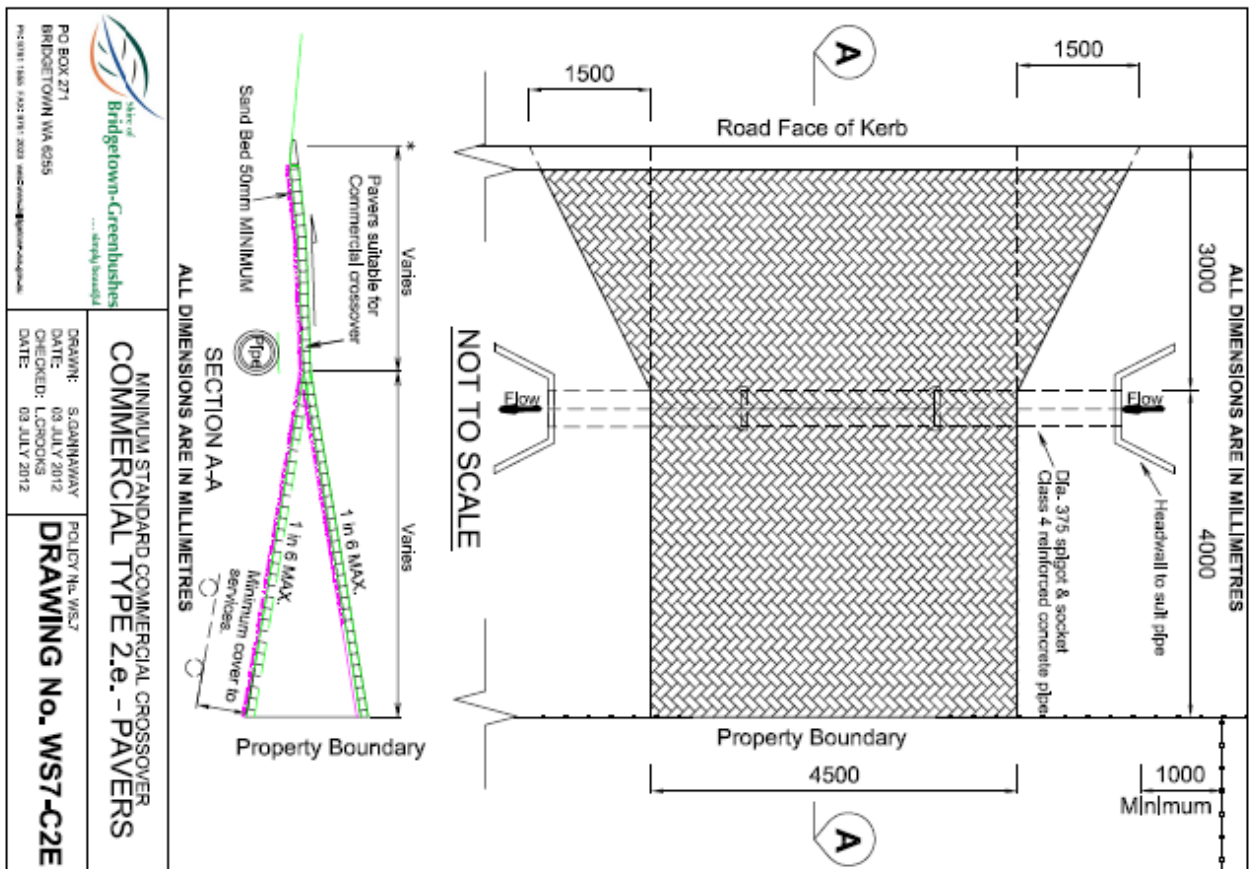 ALL DIMENSIONS ARE IN MILLIMETRES
1500
A
1500
Road Face of Kerb
3000
4000
Flow
Flow
Headwall to suit pipe
Dia. 375 spigot & socket
Class 4 reinforced concrete pipe
Property Boundary
4500
1000
Minimum
A
NOT TO SCALE
*
Varies
Varies
Pavers suitable for
Commercial crossover
Sand Bed 50mm MINIMUM
Pipe
1 in 6 MAX.
1 in 6 MAX.
Minimum cover to
services.
Property Boundary
SECTION A-A
ALL DIMENSIONS ARE IN MILLIMETRES
Shire of
Bridgetown-Greenbushes
.... simply beautiful
PO BOX 271
BRIDGETOWN WA 6255
MINIMUM STANDARD COMMERCIAL CROSSOVER
COMMERCIAL TYPE 2.e. - PAVERS
DRAWN: S.GANNAWAY
DATE: 03 JULY 2012
CHECKED: L.CROOKS
DATE: 03 JULY 2012
POLICY No. WS.7
DRAWING No. WS7-C2E